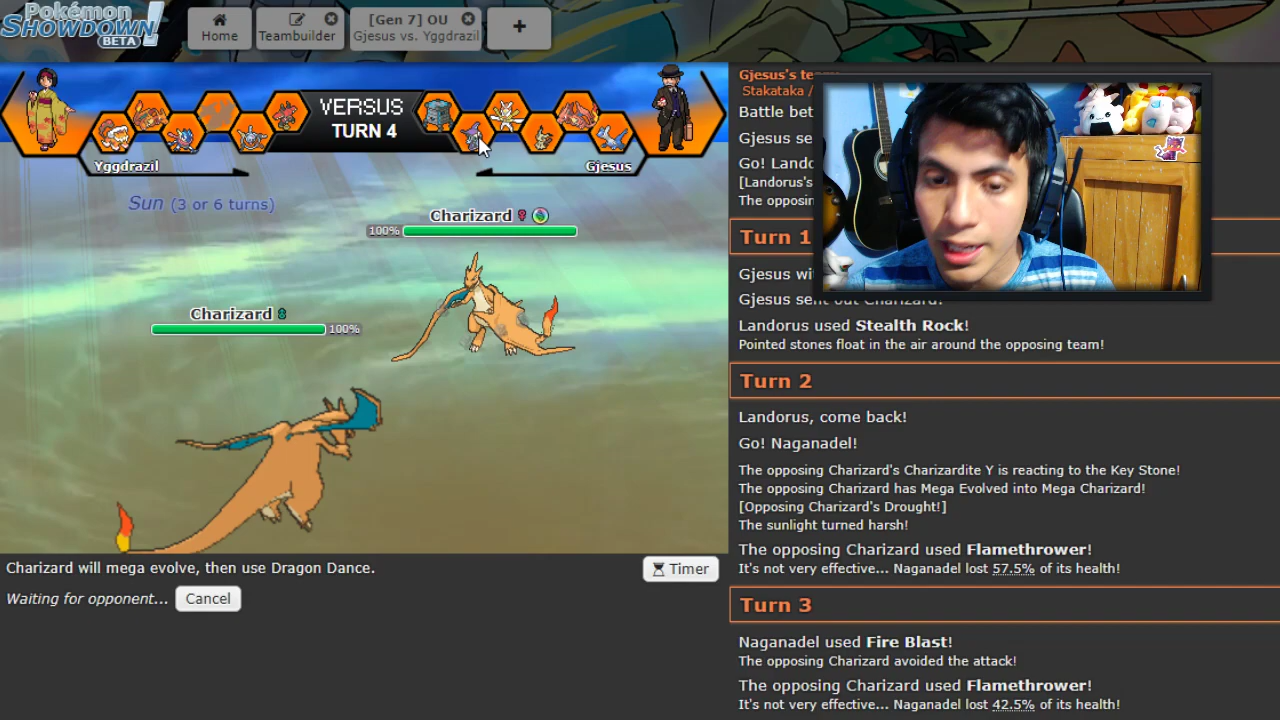 Pokémon
SHOWDOWN!
BETA
Home
Teambuilder
[Gen 7] OU
Gjesus vs. Yggdrazil
+
VERSUS
TURN 4
Yggdrazil
Gjesus
Sun (3 or 6 turns)
Charizard
100%
Charizard
100%
Charizard will mega evolve, then use Dragon Dance.
Timer
Waiting for opponent...
Cancel
Gjesus's
Stakataka /
Battle
Gjesus
Go!
[Landorus's
The
Turn 1
Gjesus
Gjesus sent out Charizard!
Landorus used Stealth Rock!
Pointed stones float in the air around the opposing team!
Turn 2
Landorus, come back!
Go! Naganadel!
The opposing Charizard's Charizardite Y is reacting to the Key Stone!
The opposing Charizard has Mega Evolved into Mega Charizard!
[Opposing Charizard's Drought!]
The sunlight turned harsh!
The opposing Charizard used Flamethrower!
It's not very effective... Naganadel lost 57.5% of its health!
Turn 3
Naganadel used Fire Blast!
The opposing Charizard avoided the attack!
The opposing Charizard used Flamethrower!
It's not very effective... Naganadel lost 42.5% of its health!